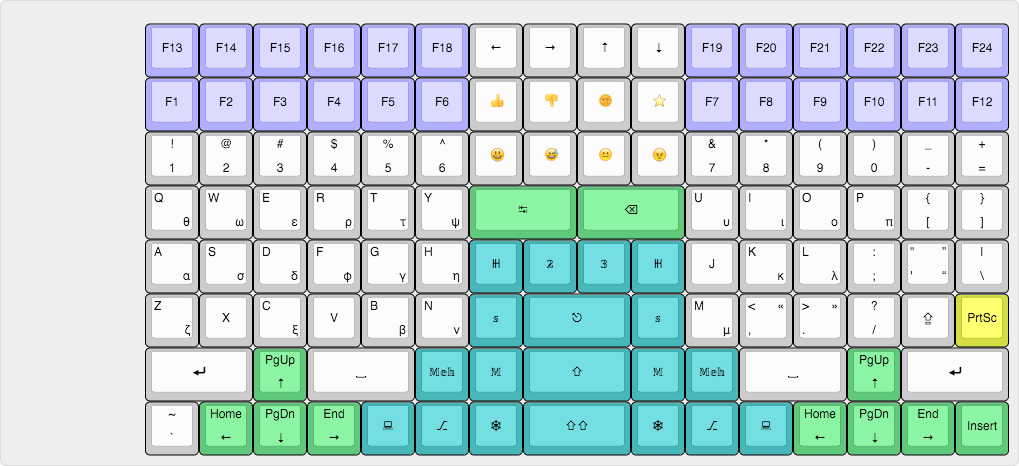 F13 F14 F15 F16 F17 F18 ← → ↑ ↓ F19 F20 F21 F22 F23 F24
F1 F2 F3 F4 F5 F6 👍 👎 🌞 ⭐ F7 F8 F9 F10 F11 F12
! @ # $ % ^ & * ( ) _ +
1 2 3 4 5 6 😃 😅 😐 😠 7 8 9 0 - =
Q W E R T Y U I O P { }
θ ω ε ρ τ ψ ↹ ⌫ υ ι ο π [ ]
A S D F G H ℍ 𝟚 𝟛 ℍ J K L : " ” |
α σ δ φ γ η κ λ ; ' “ \
Z X C V B N 𝕤 ⎋ 𝕤 M < « > » ? ⇪ PrtSc
ζ ξ β ν μ , . /
↵ PgUp ⎵ 𝕄𝕖𝕙 𝕄 ⇧ 𝕄 𝕄𝕖𝕙 ⎵ PgUp ↵
↑ ↑
~ Home PgDn End 💻 ⎇ ❄ ⇧⇧ ❄ ⎇ 💻 Home PgDn End Insert
` ← ↓ → ← ↓ →